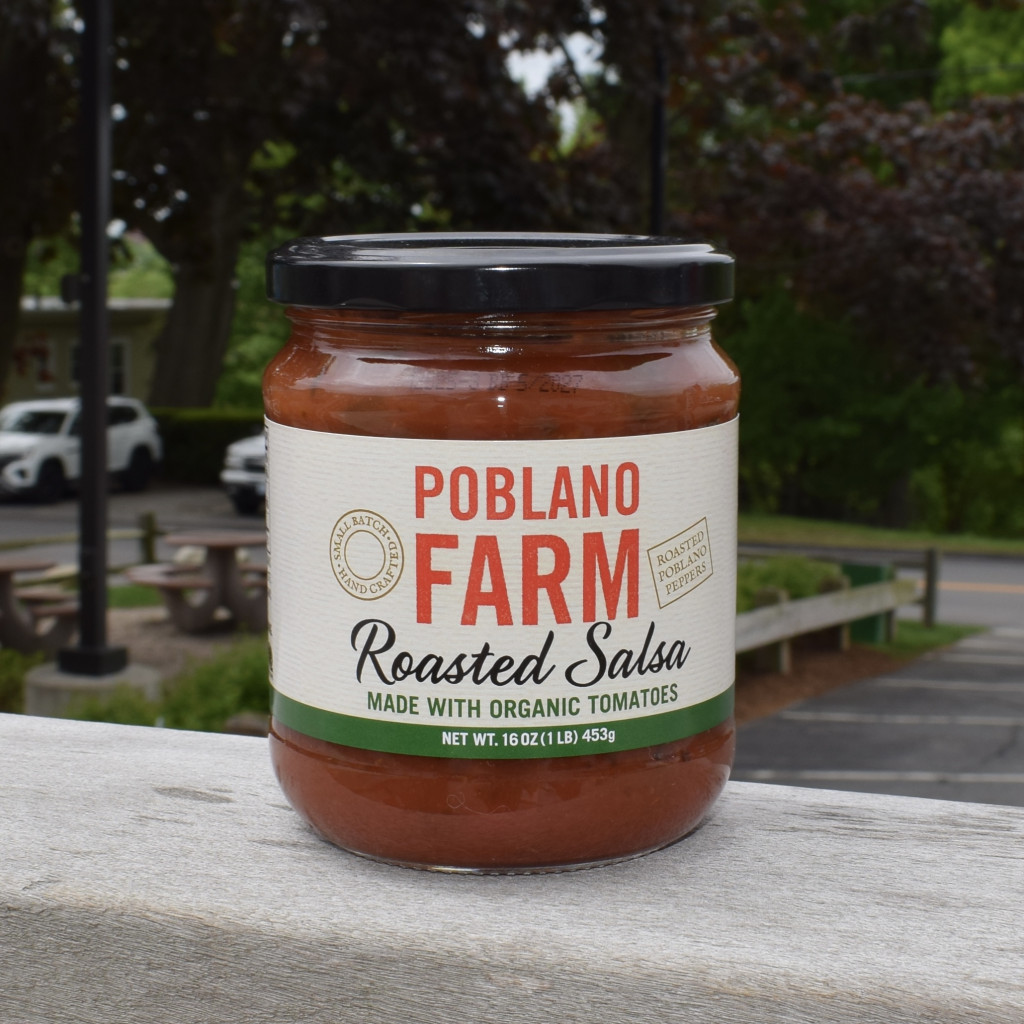 POBLANO
FARM
SMALL BATCH · HAND CRAFTED ·
ROASTED
POBLANO
PEPPERS
Roasted Salsa
MADE WITH ORGANIC TOMATOES
NET WT. 16 OZ (1 LB) 453g